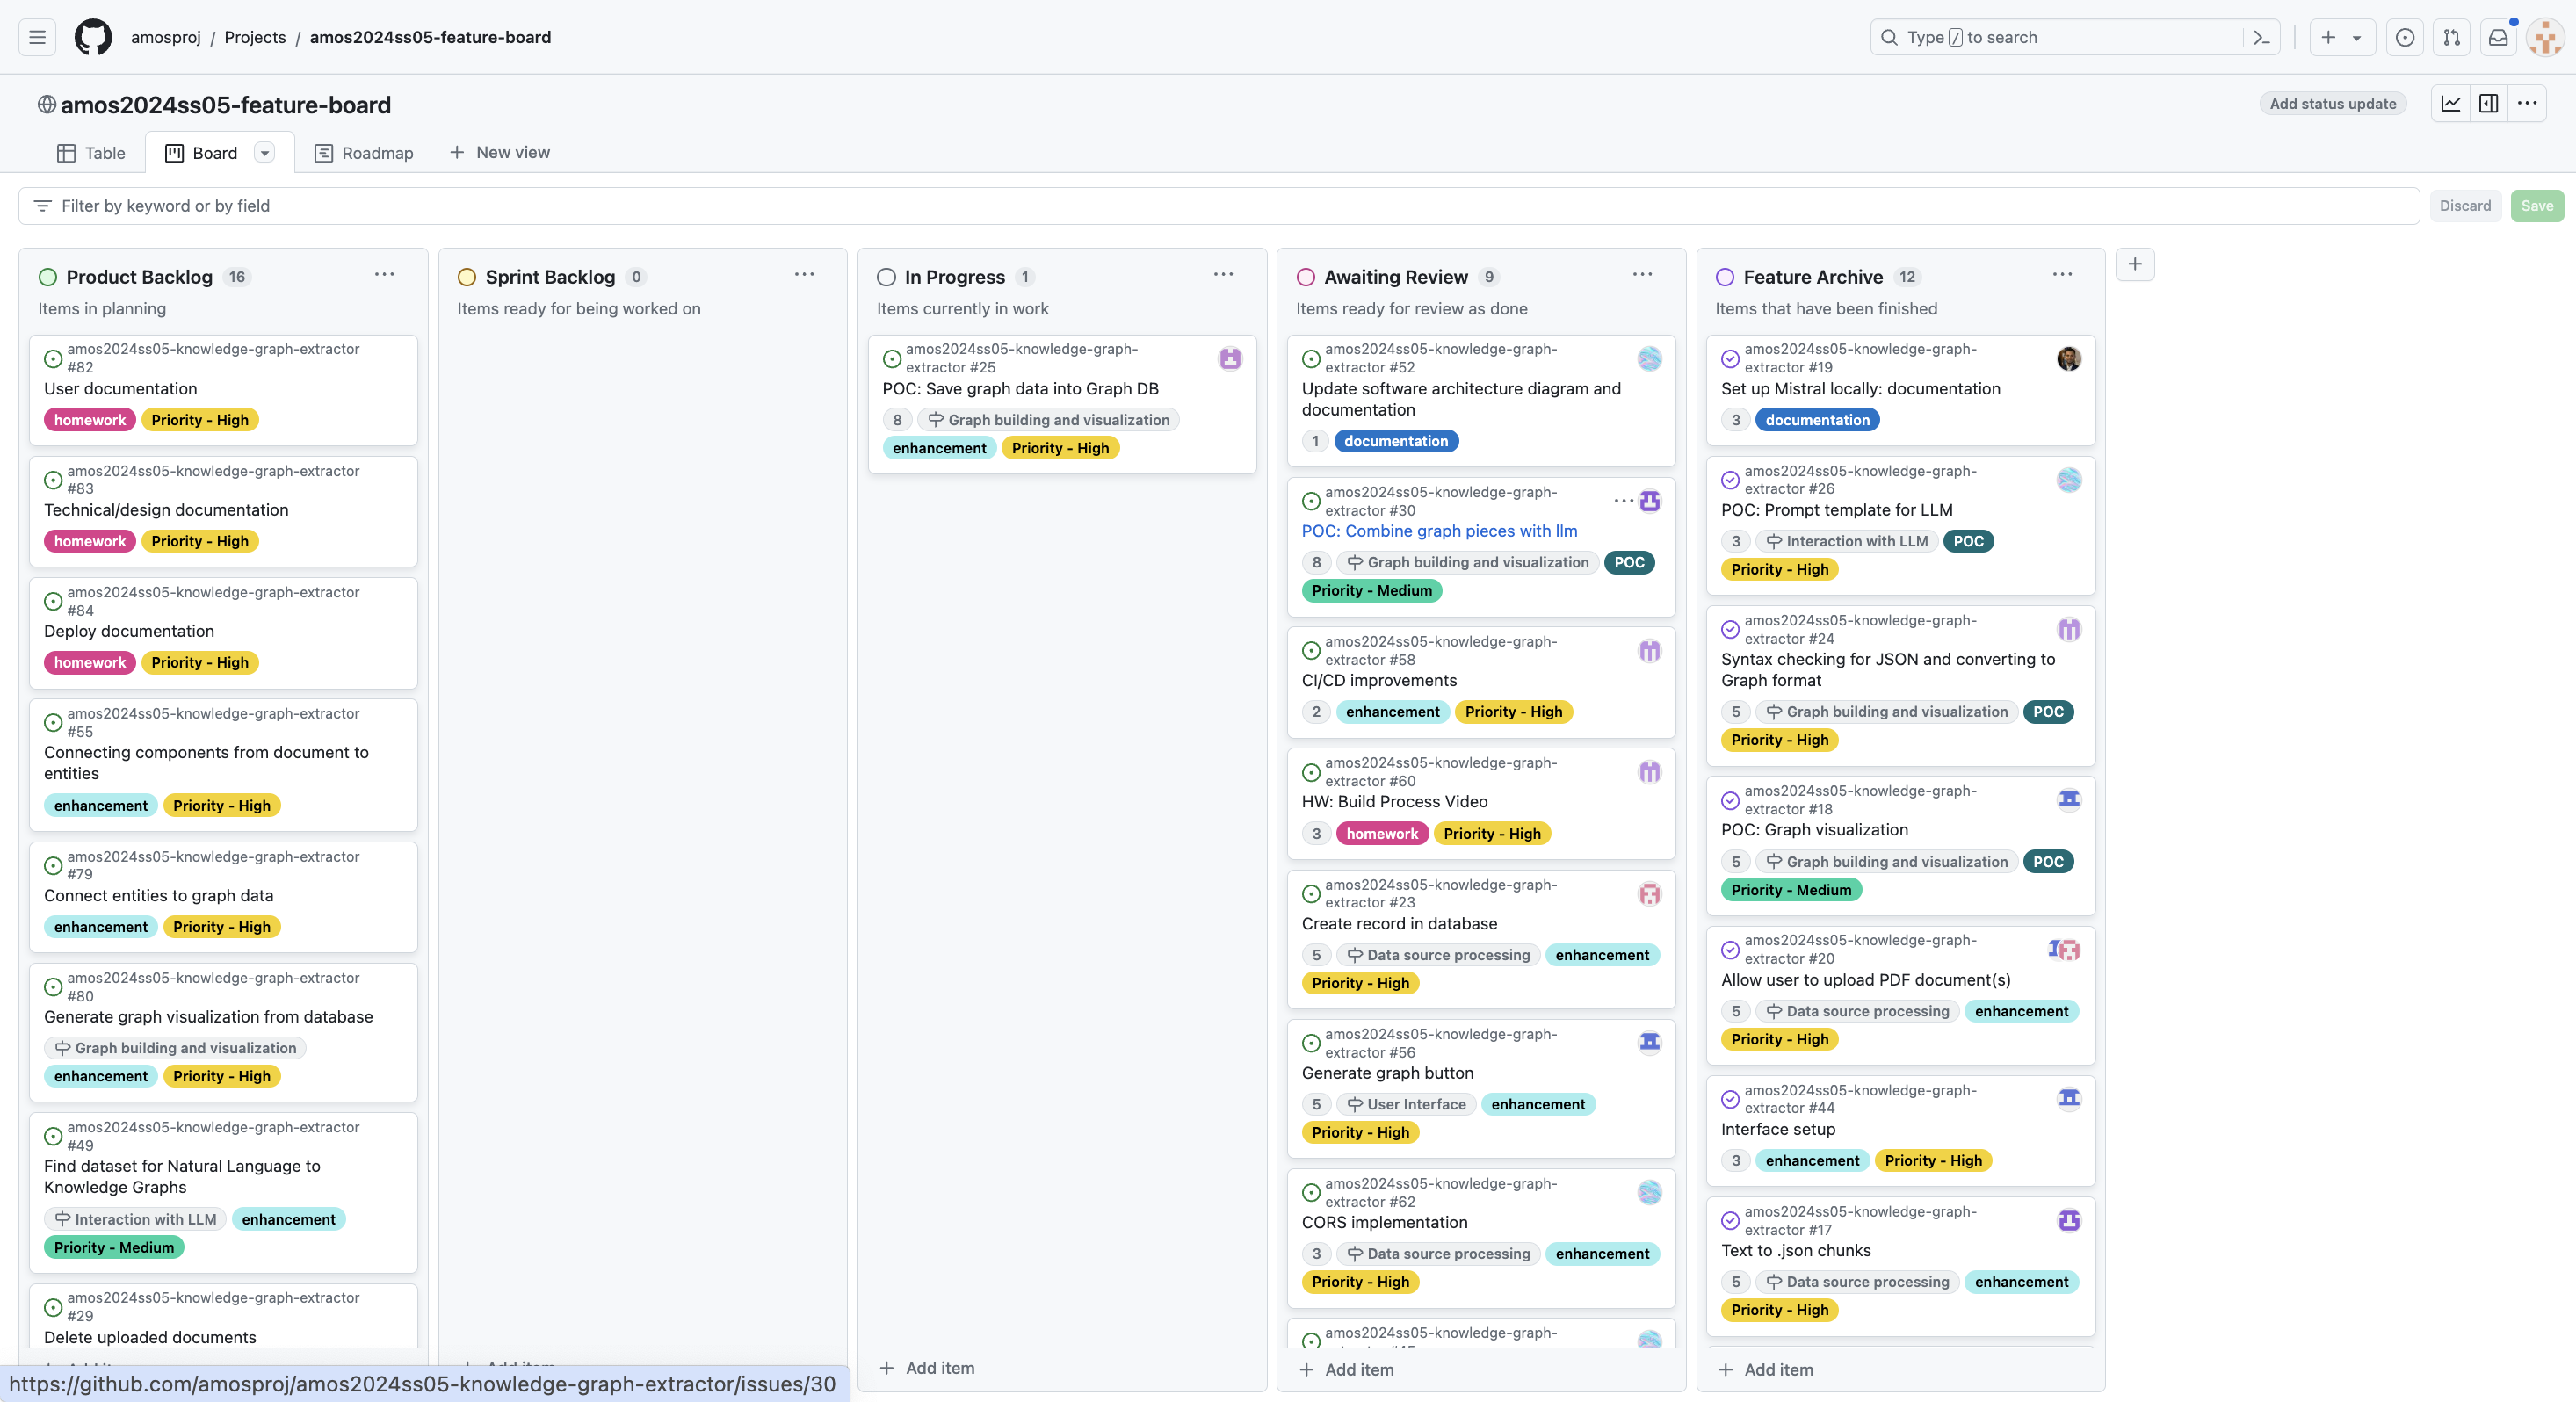 amosproj / Projects / amos2024ss05-feature-board
Type / to search
amos2024ss05-feature-board
Add status update
Table
Board
Roadmap
New view
Filter by keyword or by field
Discard
Save
Product Backlog 16
Items in planning
amos2024ss05-knowledge-graph-extractor
#82
User documentation
homework Priority - High
amos2024ss05-knowledge-graph-extractor
#83
Technical/design documentation
homework Priority - High
amos2024ss05-knowledge-graph-extractor
#84
Deploy documentation
homework Priority - High
amos2024ss05-knowledge-graph-extractor
#55
Connecting components from document to
entities
enhancement Priority - High
amos2024ss05-knowledge-graph-extractor
#79
Connect entities to graph data
enhancement Priority - High
amos2024ss05-knowledge-graph-extractor
#80
Generate graph visualization from database
Graph building and visualization
enhancement Priority - High
amos2024ss05-knowledge-graph-extractor
#49
Find dataset for Natural Language to
Knowledge Graphs
Interaction with LLM enhancement
Priority - Medium
amos2024ss05-knowledge-graph-extractor
#29
Delete uploaded documents
Sprint Backlog 0
Items ready for being worked on
In Progress 1
Items currently in work
amos2024ss05-knowledge-graph-
extractor #25
POC: Save graph data into Graph DB
8 Graph building and visualization
enhancement Priority - High
Add item
Awaiting Review 9
Items ready for review as done
amos2024ss05-knowledge-graph-
extractor #52
Update software architecture diagram and
documentation
1 documentation
amos2024ss05-knowledge-graph-
extractor #30
POC: Combine graph pieces with llm
8 Graph building and visualization POC
Priority - Medium
amos2024ss05-knowledge-graph-
extractor #58
CI/CD improvements
2 enhancement Priority - High
amos2024ss05-knowledge-graph-
extractor #60
HW: Build Process Video
3 homework Priority - High
amos2024ss05-knowledge-graph-
extractor #23
Create record in database
5 Data source processing enhancement
Priority - High
amos2024ss05-knowledge-graph-
extractor #56
Generate graph button
5 User Interface enhancement
Priority - High
amos2024ss05-knowledge-graph-
extractor #62
CORS implementation
3 Data source processing enhancement
Priority - High
amos2024ss05-knowledge-graph-
Add item
Feature Archive 12
Items that have been finished
amos2024ss05-knowledge-graph-
extractor #19
Set up Mistral locally: documentation
3 documentation
amos2024ss05-knowledge-graph-
extractor #26
POC: Prompt template for LLM
3 Interaction with LLM POC
Priority - High
amos2024ss05-knowledge-graph-
extractor #24
Syntax checking for JSON and converting to
Graph format
5 Graph building and visualization POC
Priority - High
amos2024ss05-knowledge-graph-
extractor #18
POC: Graph visualization
5 Graph building and visualization POC
Priority - Medium
amos2024ss05-knowledge-graph-
extractor #20
Allow user to upload PDF document(s)
5 Data source processing enhancement
Priority - High
amos2024ss05-knowledge-graph-
extractor #44
Interface setup
3 enhancement Priority - High
amos2024ss05-knowledge-graph-
extractor #17
Text to .json chunks
5 Data source processing enhancement
Priority - High
Add item
https://github.com/amosproj/amos2024ss05-knowledge-graph-extractor/issues/30